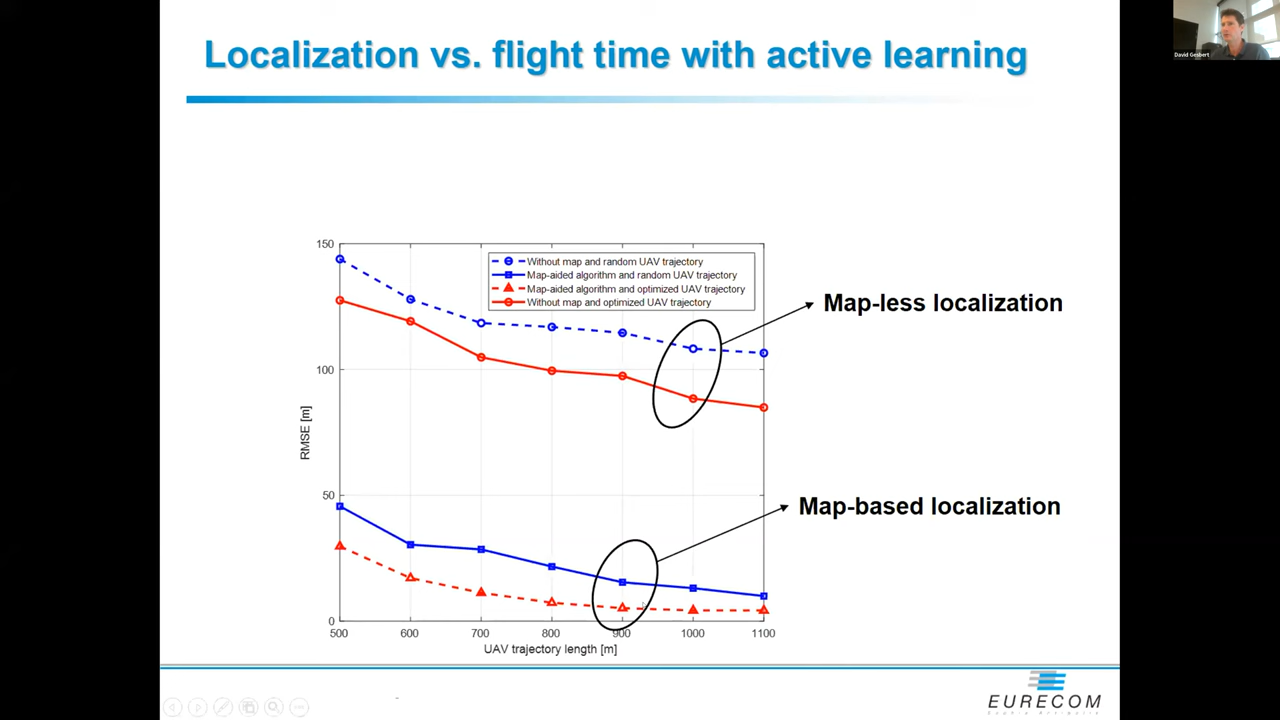 Localization vs. flight time with active learning
David Gesbert
150
100
50
0
RMSE [m]
Without map and random UAV trajectory
Map-aided algorithm and random UAV trajectory
Map-aided algorithm and optimized UAV trajectory
Without map and optimized UAV trajectory
Map-less localization
Map-based localization
500 600 700 800 900 1000 1100
UAV trajectory length [m]
EURECOM